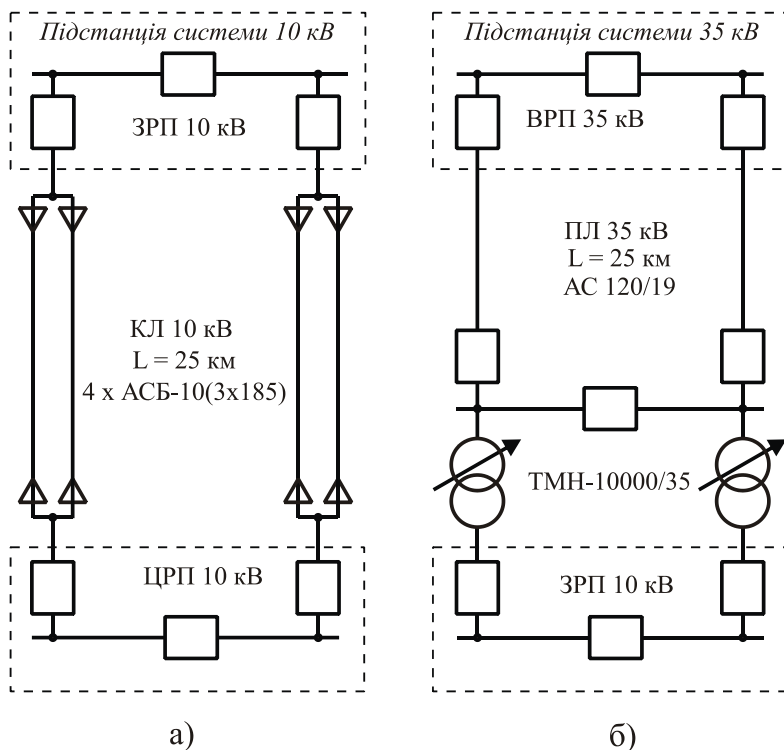 Підстанція системи 10 кВ
ЗРП 10 кВ
КЛ 10 кВ
L = 25 км
4 х АСБ-10(3х185)
ЦРП 10 кВ
а)
Підстанція системи 35 кВ
ВРП 35 кВ
ПЛ 35 кВ
L = 25 км
АС 120/19
ТМН-10000/35
ЗРП 10 кВ
б)